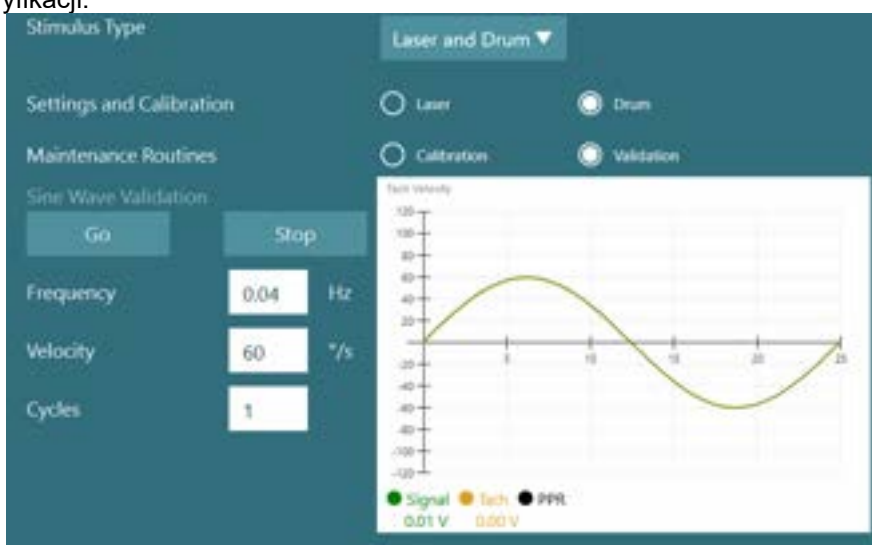 yfikacji.
Stimulus Type
Laser and Drum
Settings and Calibration
Laser
Drum
Maintenance Routines
Calibration
Validation
Sine Wave Validation
Go
Stop
Frequency
0.04
Hz
Velocity
60
°/s
Cycles
1
Tach Velocity
120
100
80
60
40
20
5
10
15
20
25
-20
-40
-60
-80
-100
-120
Signal
Tach
PPR
0.01 V
0.00 V